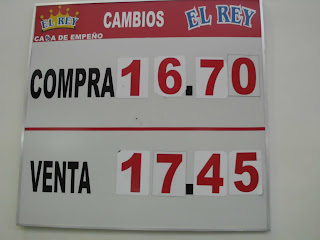 EL REY CAMBIOS EL REY
CASA DE EMPEÑO
COMPRA 16.70
VENTA 17.45